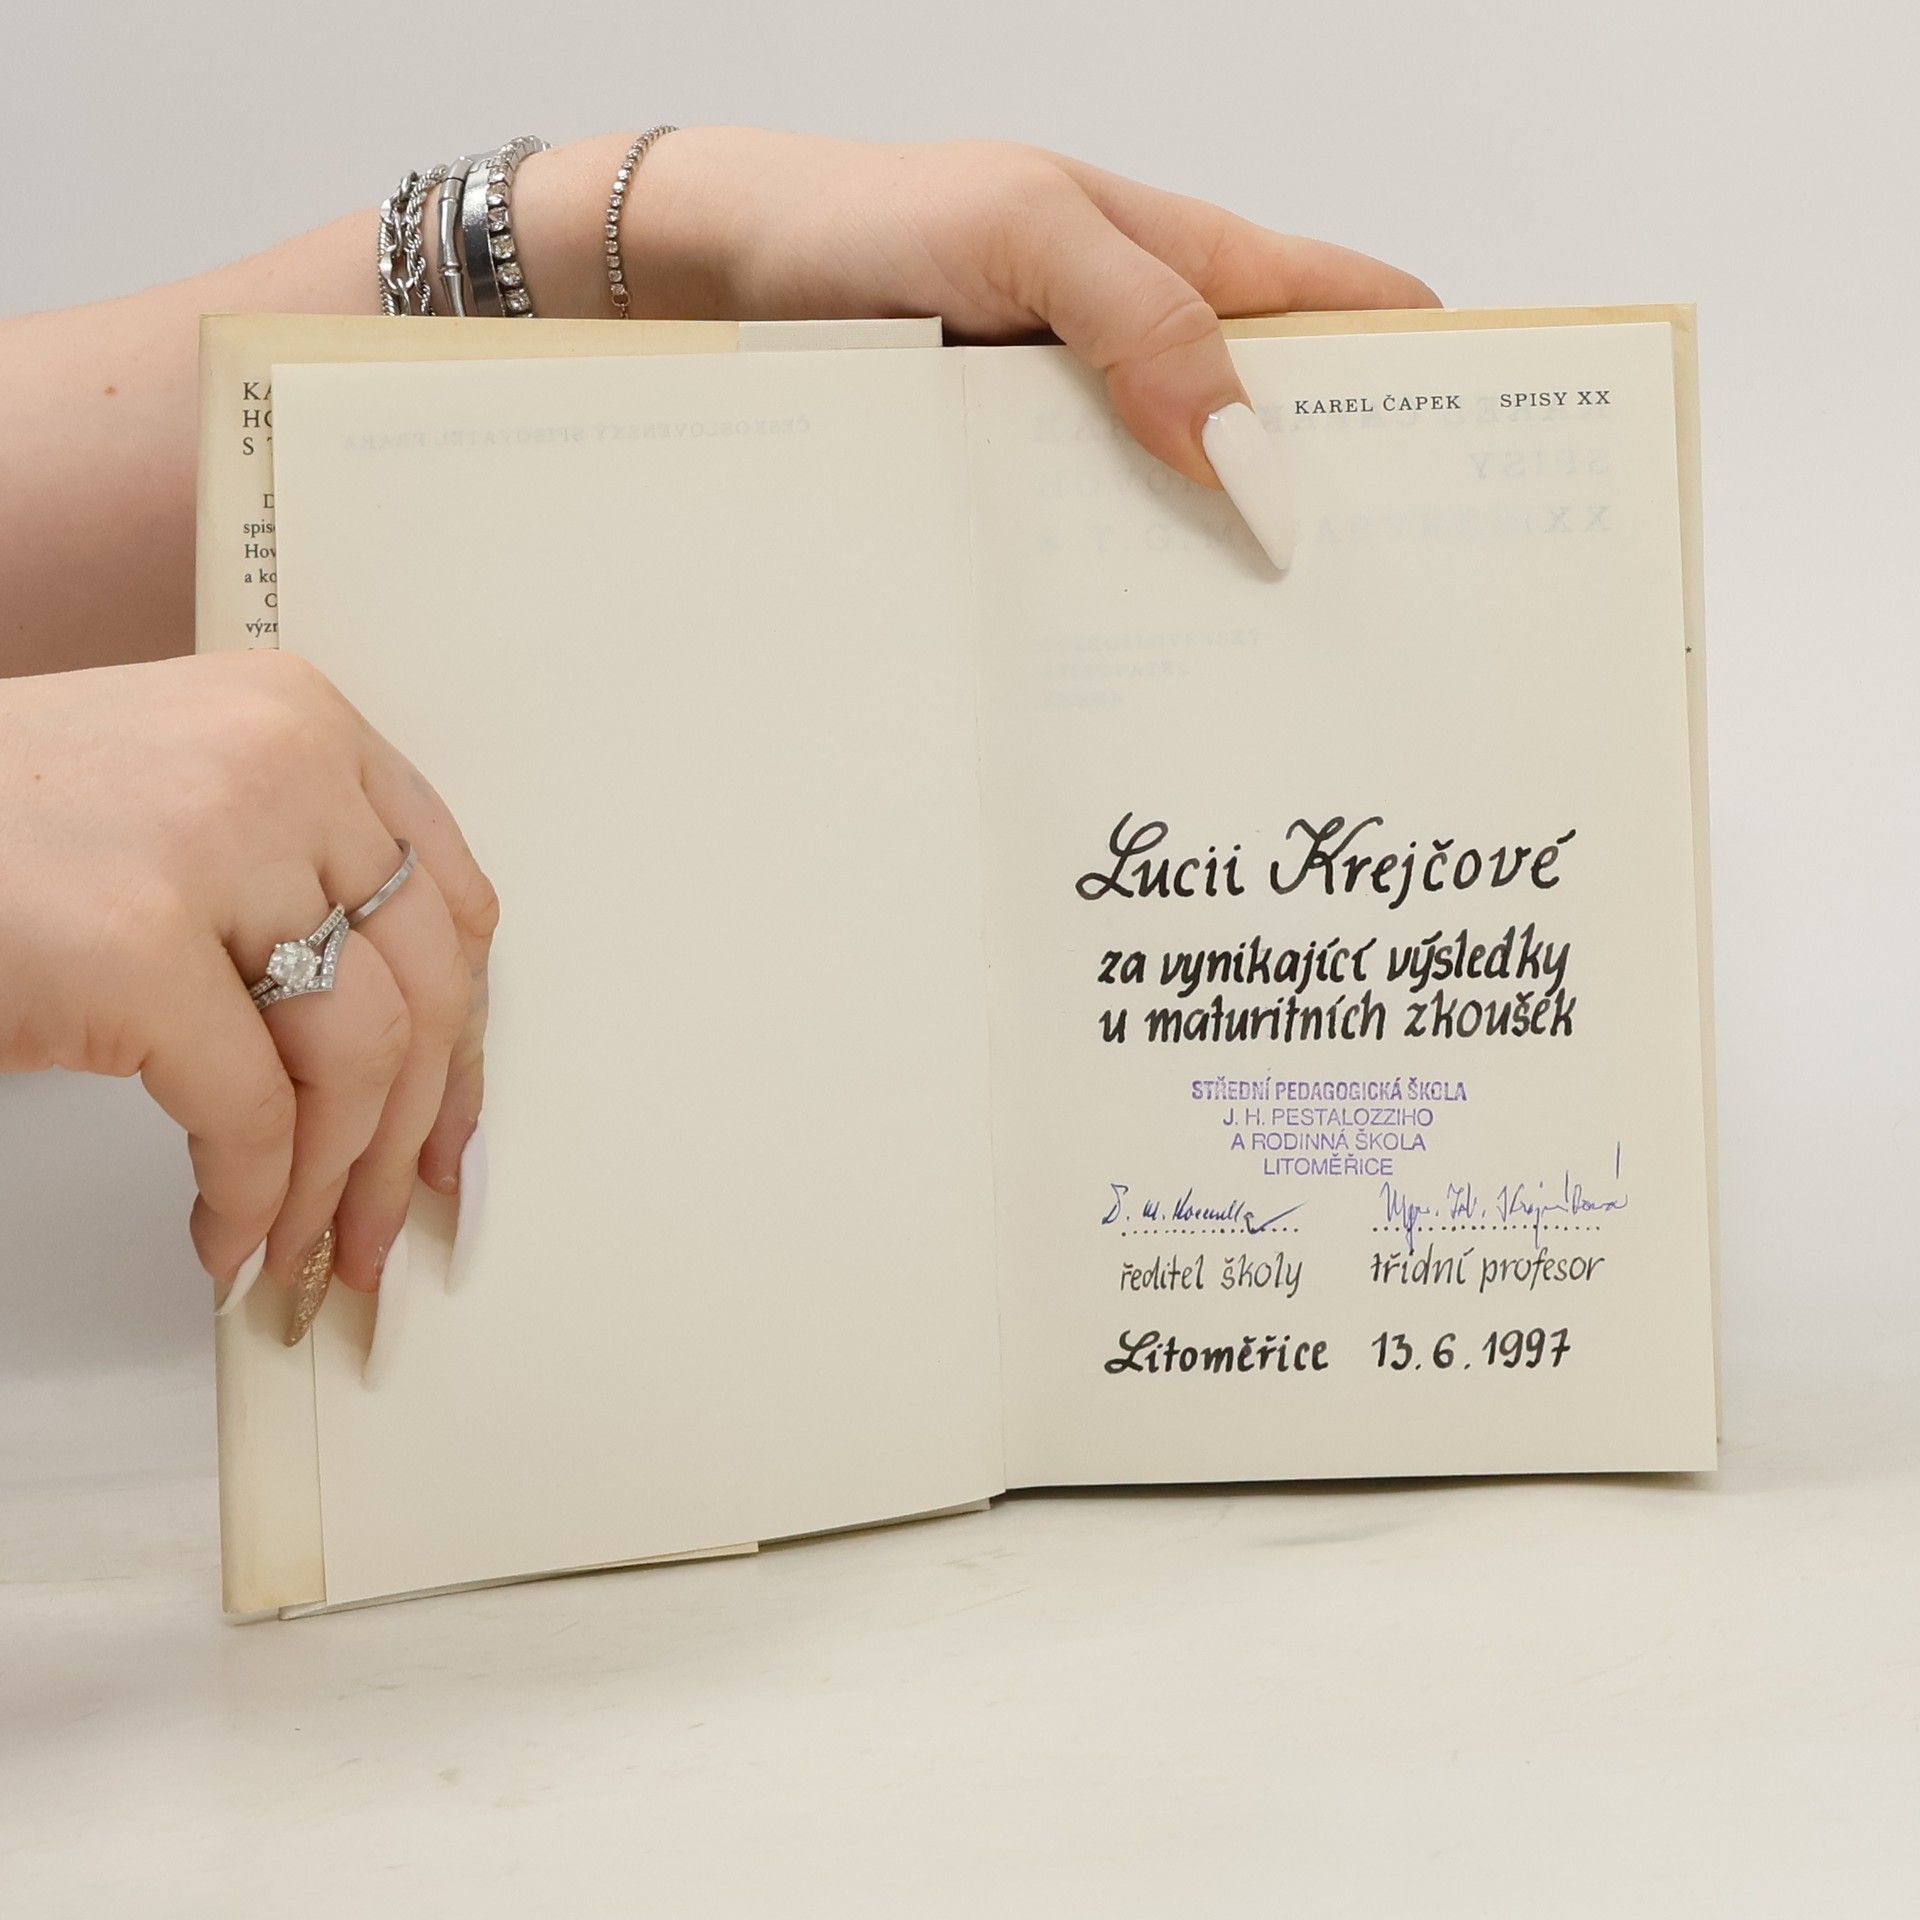 KAREL ČAPEK SPISY XX
Lucii Krejčové
za vynikající výsledky
u maturitních zkoušek
STŘEDNÍ PEDAGOGICKÁ ŠKOLA
J. H. PESTALOZZIHO
A RODINNÁ ŠKOLA
LITOMĚŘICE
ředitel školy třídní profesor
Litoměřice 13.6.1997